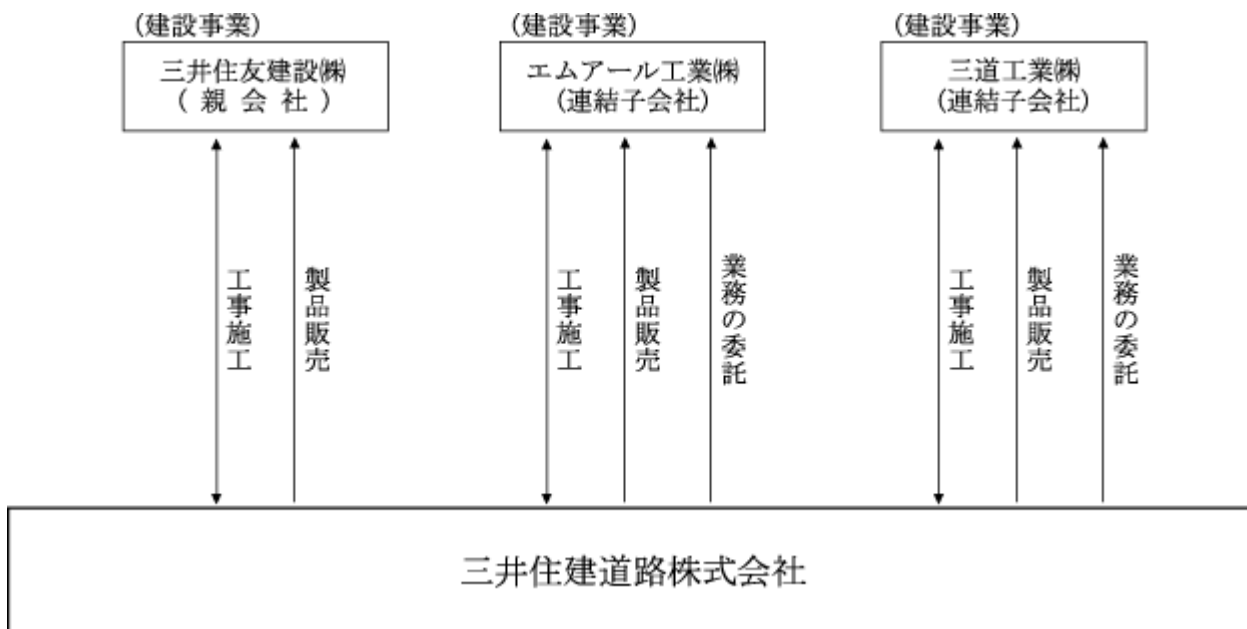 (建設事業)
三井住友建設㈱
( 親 会 社 )
(建設事業)
エムアール工業㈱
(連結子会社)
(建設事業)
三道工業㈱
(連結子会社)
工事施工
製品販売
工事施工
製品販売
業務の委託
工事施工
製品販売
業務の委託
三井住建道路株式会社